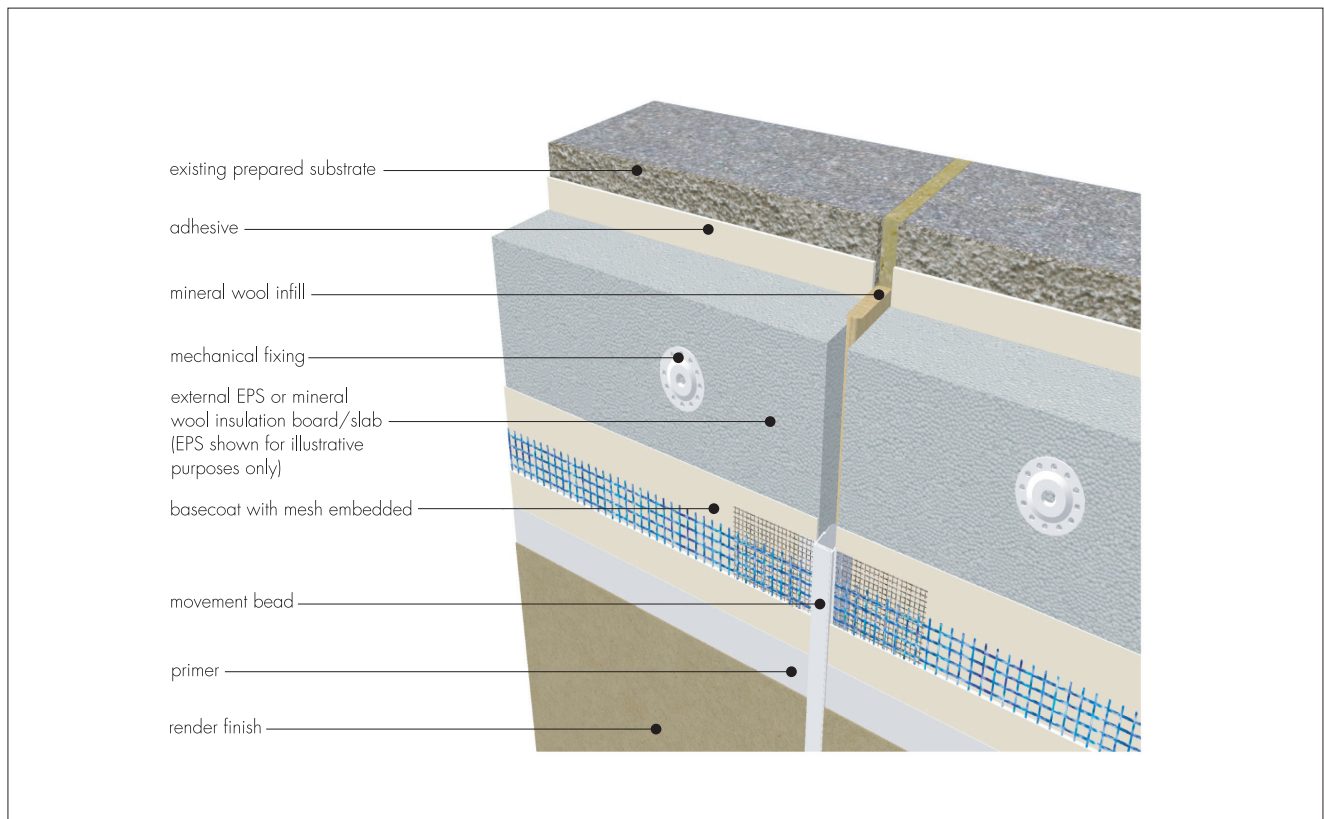 existing prepared substrate
adhesive
mineral wool infill
mechanical fixing
external EPS or mineral
wool insulation board/slab
(EPS shown for illustrative
purposes only)
basecoat with mesh embedded
movement bead
primer
render finish